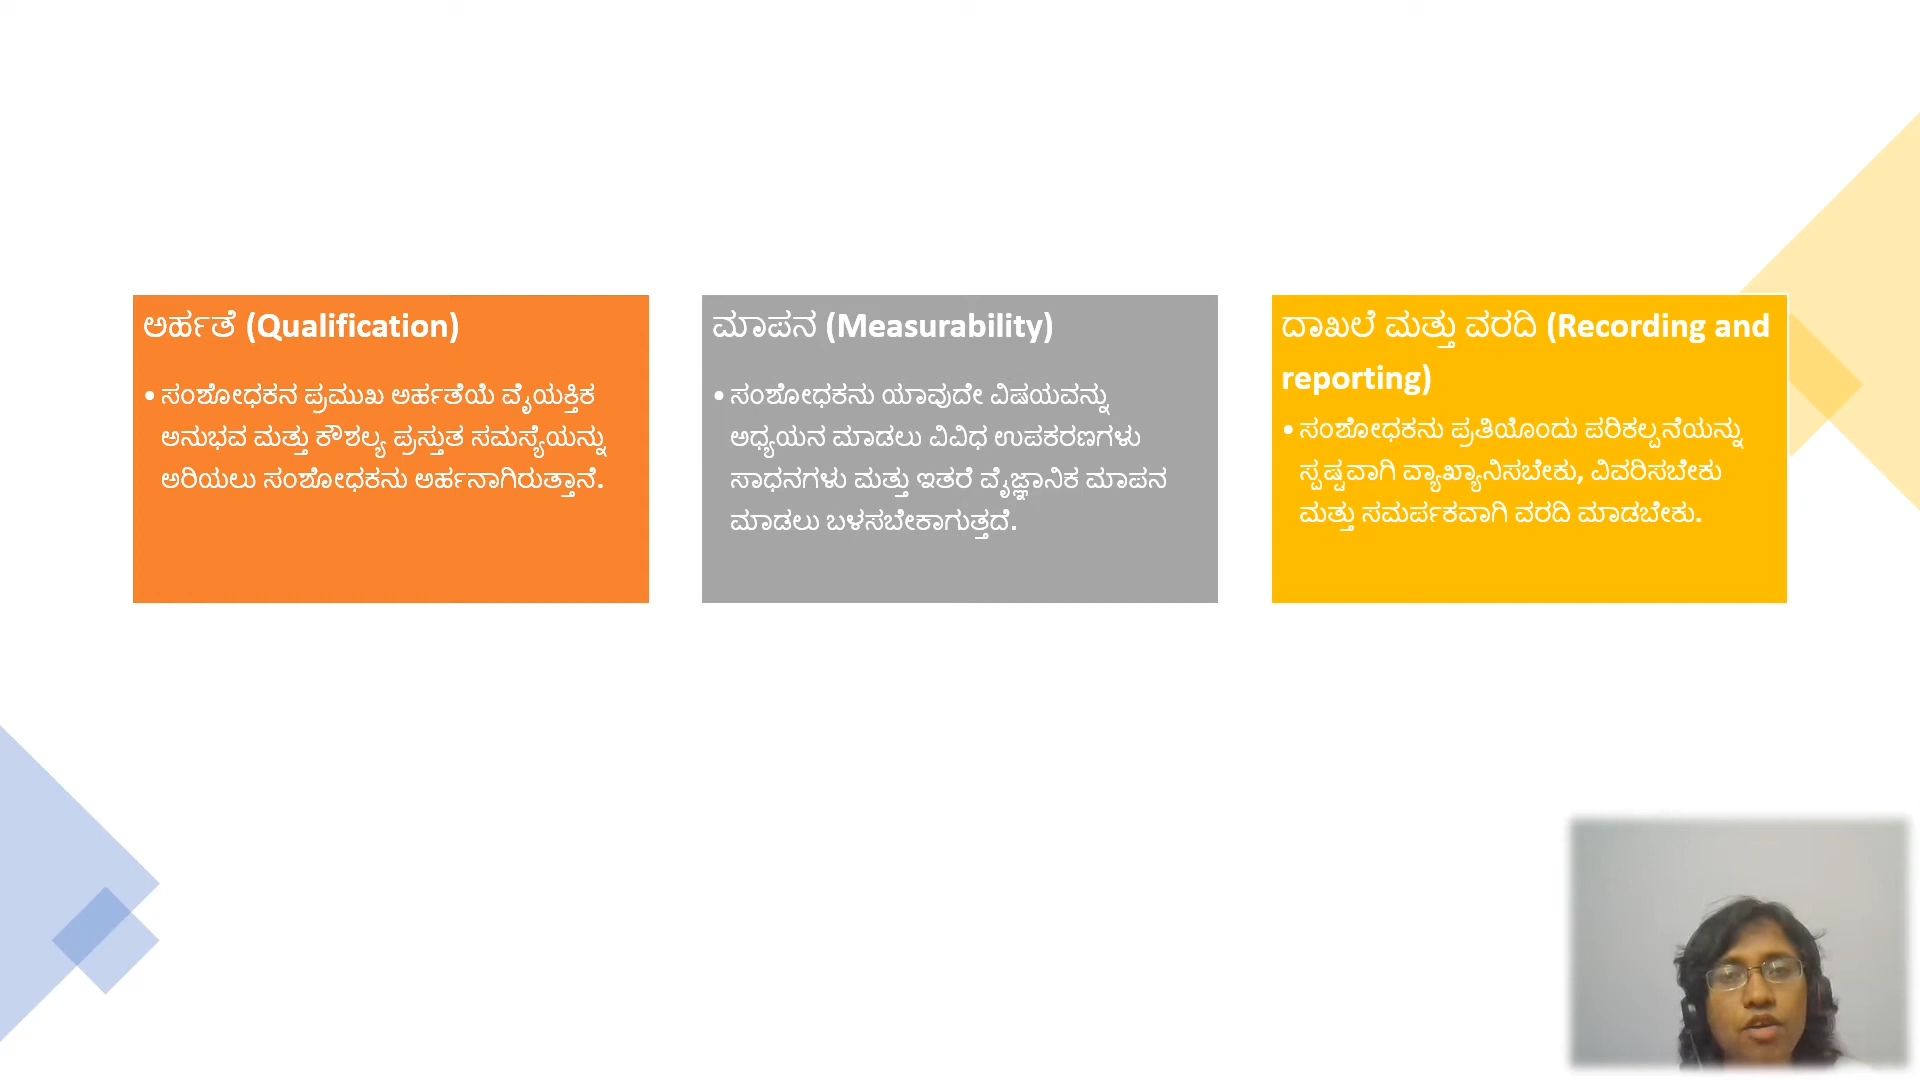 ಅರ್ಹತೆ (Qualification)
• ಸಂಶೋಧಕನ ಪ್ರಮುಖ ಅರ್ಹತೆಯೆ ವೈಯಕ್ತಿಕ
ಅನುಭವ ಮತ್ತು ಕೌಶಲ್ಯ ಪ್ರಸ್ತುತ ಸಮಸ್ಯೆಯನ್ನು
ಅರಿಯಲು ಸಂಶೋಧಕನು ಅರ್ಹನಾಗಿರುತ್ತಾನೆ.
ಮಾಪನ (Measurability)
• ಸಂಶೋಧಕನು ಯಾವುದೇ ವಿಷಯವನ್ನು
ಅಧ್ಯಯನ ಮಾಡಲು ವಿವಿಧ ಉಪಕರಣಗಳು
ಸಾಧನಗಳು ಮತ್ತು ಇತರೆ ವೈಜ್ಞಾನಿಕ ಮಾಪನ
ಮಾಡಲು ಬಳಸಬೇಕಾಗುತ್ತದೆ.
ದಾಖಲೆ ಮತ್ತು ವರದಿ (Recording and
reporting)
• ಸಂಶೋಧಕನು ಪ್ರತಿಯೊಂದು ಪರಿಕಲ್ಪನೆಯನ್ನು
ಸ್ಪಷ್ಟವಾಗಿ ವ್ಯಾಖ್ಯಾನಿಸಬೇಕು, ವಿವರಿಸಬೇಕು
ಮತ್ತು ಸಮರ್ಪಕವಾಗಿ ವರದಿ ಮಾಡಬೇಕು.